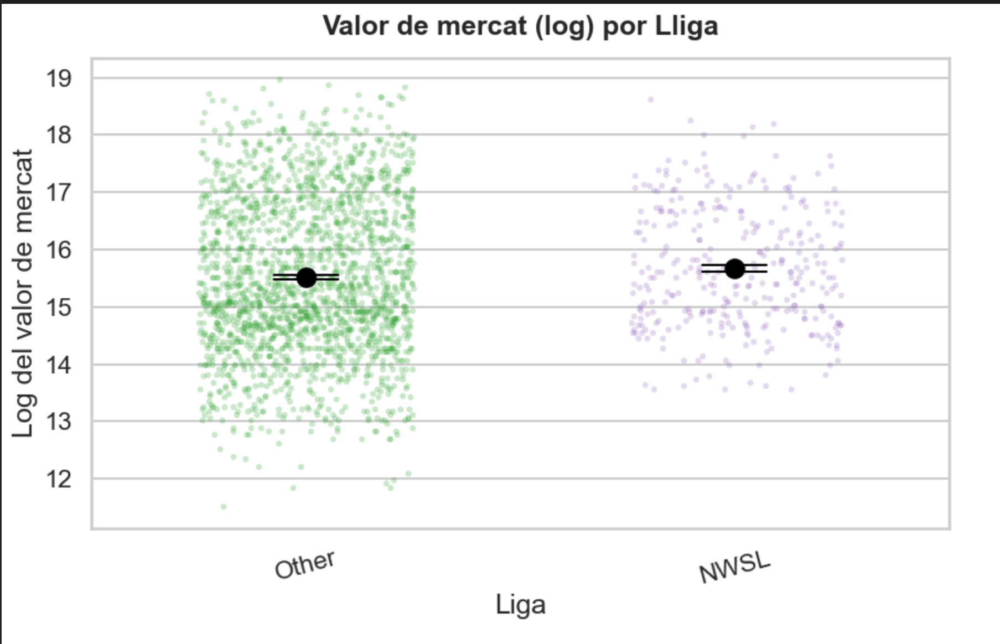 Valor de mercat (log) por Lliga
Log del valor de mercat
19
18
17
16
15
14
13
12
Other
NWSL
Liga